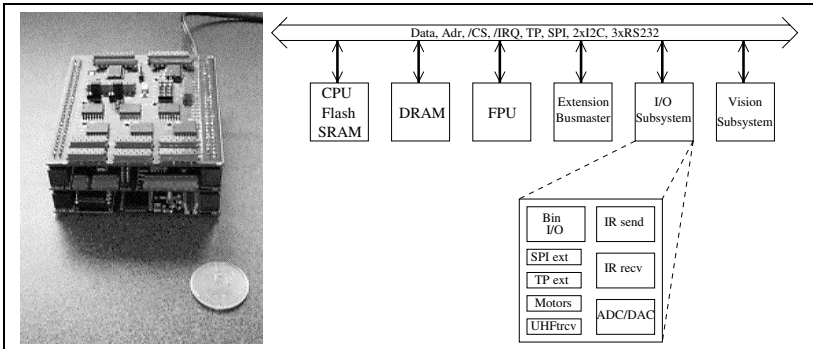 Data, Adr, /CS, /IRQ, TP, SPI, 2xI2C, 3xRS232
CPU
Flash
SRAM
DRAM
FPU
Extension
Busmaster
I/O
Subsystem
Vision
Subsystem
Bin
I/O
IR send
SPI ext
TP ext
IR recv
Motors
UHFtrcv
ADC/DAC